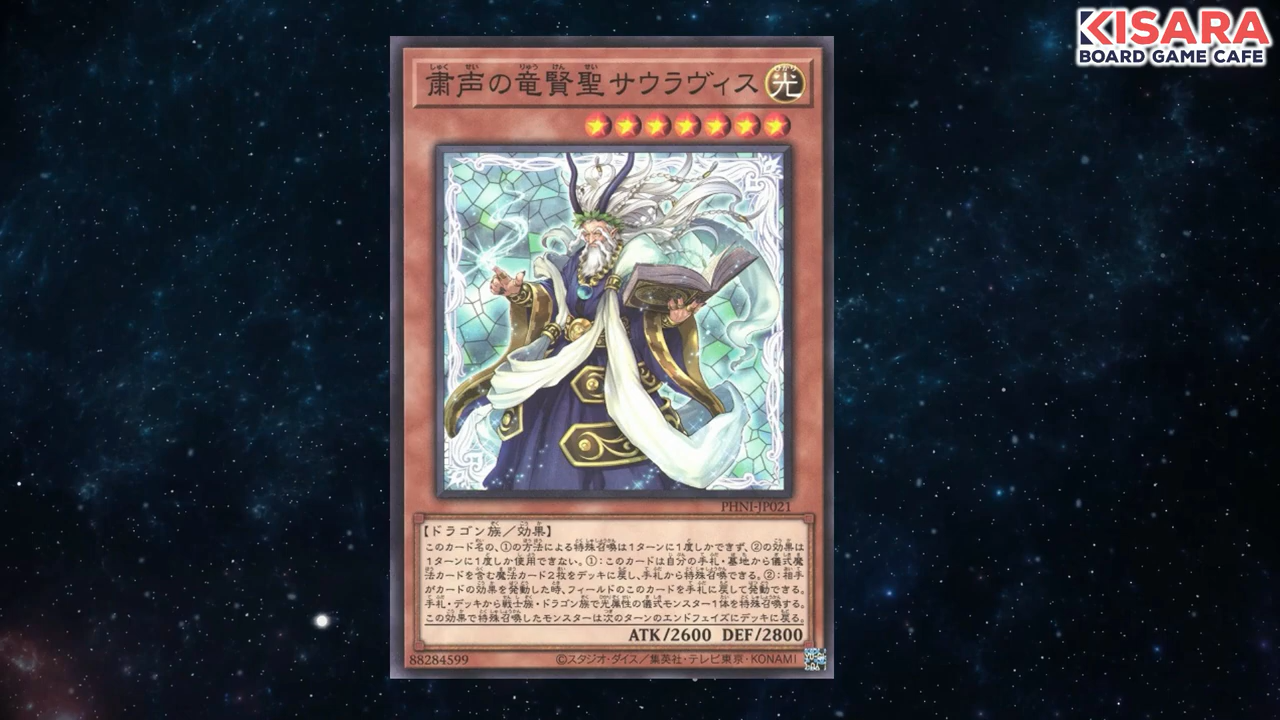 KISARA
BOARD GAME CAFE
粛声の竜賢聖サウラヴィス
光
PHNI-JP021
【ドラゴン族／効果】
このカード名の、①の方法による特殊召喚は1ターンに1度しかできず、②の効果は
1ターンに1度しか使用できない。①：このカードは自分の手札・墓地から儀式魔
法カードを含む魔法カード2枚をデッキに戻し、手札から特殊召喚できる。②：相手
がカードの効果を発動した時、フィールドのこのカードを手札に戻して発動できる。
手札・デッキから戦士族・ドラゴン族で光属性の儀式モンスター1体を特殊召喚する。
この効果で特殊召喚したモンスターは次のターンのエンドフェイズにデッキに戻る。
ATK/2600 DEF/2800
88284599 ©スタジオ・ダイス／集英社・テレビ東京・KONAMI